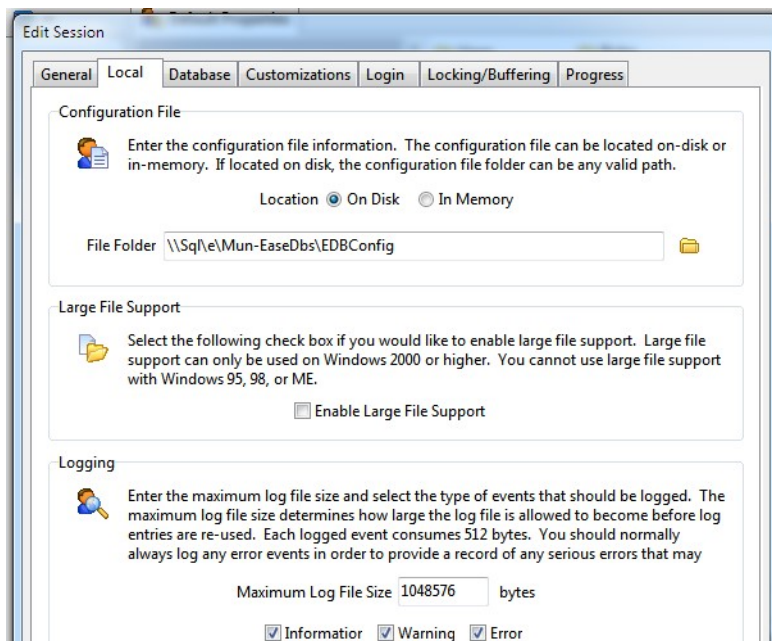 Edit Session
General Local Database Customizations Login Locking/Buffering Progress
Configuration File
Enter the configuration file information. The configuration file can be located on-disk or
in-memory. If located on disk, the configuration file folder can be any valid path.
Location On Disk In Memory
File Folder \\Sql\e\Mun-EaseDbs\EDBConfig
Large File Support
Select the following check box if you would like to enable large file support. Large file
support can only be used on Windows 2000 or higher. You cannot use large file support
with Windows 95, 98, or ME.
Enable Large File Support
Logging
Enter the maximum log file size and select the type of events that should be logged. The
maximum log file size determines how large the log file is allowed to become before log
entries are re-used. Each logged event consumes 512 bytes. You should normally
always log any error events in order to provide a record of any serious errors that may
Maximum Log File Size 1048576 bytes
Informatior Warning Error